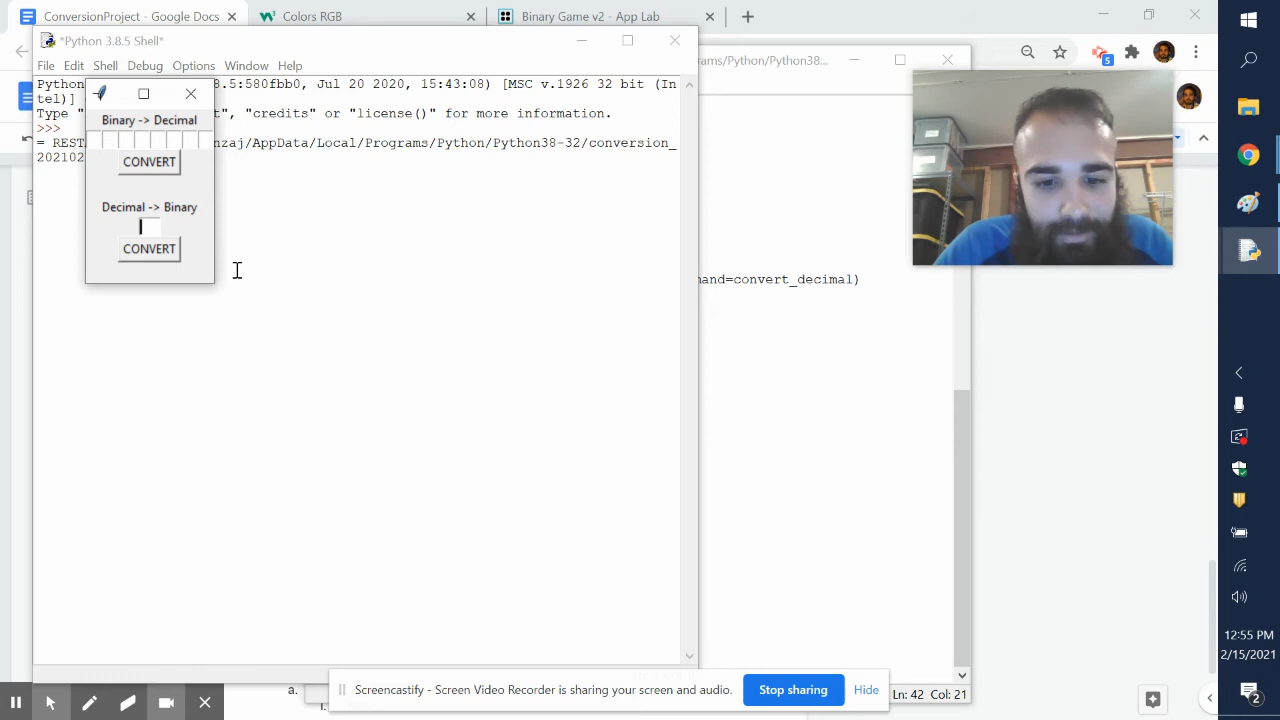 ConversionProject - Google Docs
Colors RGB
Binary Game v2 - App Lab
*Python 3.8.5 Shell*
File Edit Shell Debug Options Window Help
rams/Python/Python38...
5
Python
8.5:580fbb0, Jul 20 2020, 15:43:08) [MSC v.1926 32 bit (In
tel)]
Type "
", "credits" or "license()" for more information.
>>>
= REST
nzaj/AppData/Local/Programs/Python/Python38-32/conversion_
202102
Binary -> Decimal
CONVERT
Decimal -> Binary
CONVERT
mand=convert_decimal)
Screencastify - Screen Video Recorder is sharing your screen and audio.
Stop sharing
Hide
a.
Ln: 42 Col: 21
12:55 PM
2/15/2021
2